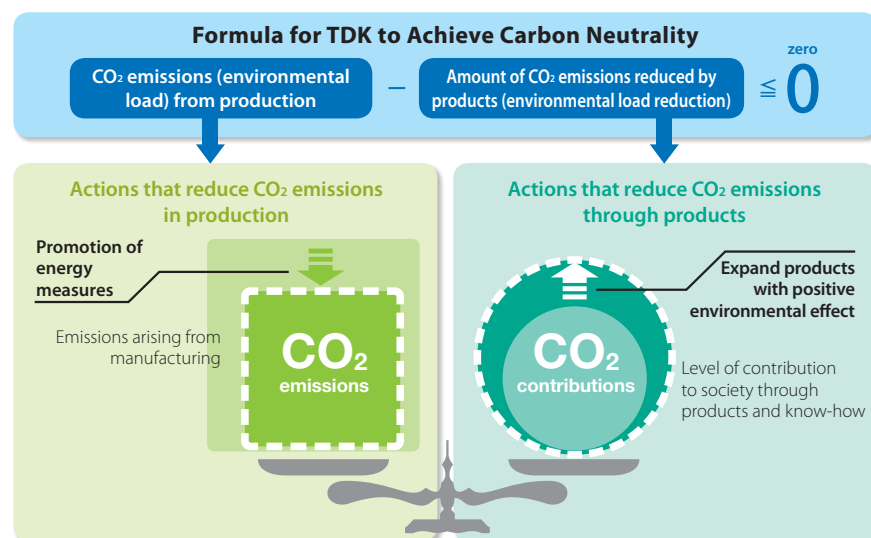 Formula for TDK to Achieve Carbon Neutrality
CO₂ emissions (environmental
load) from production
−
Amount of CO₂ emissions reduced by
products (environmental load reduction)
≦
zero
0
Actions that reduce CO₂ emissions
in production
Promotion of
energy
measures
Emissions arising from
manufacturing
CO₂
emissions
Actions that reduce CO₂ emissions
through products
Expand products
with positive
environmental effect
CO₂
contributions
Level of contribution
to society through
products and know-how